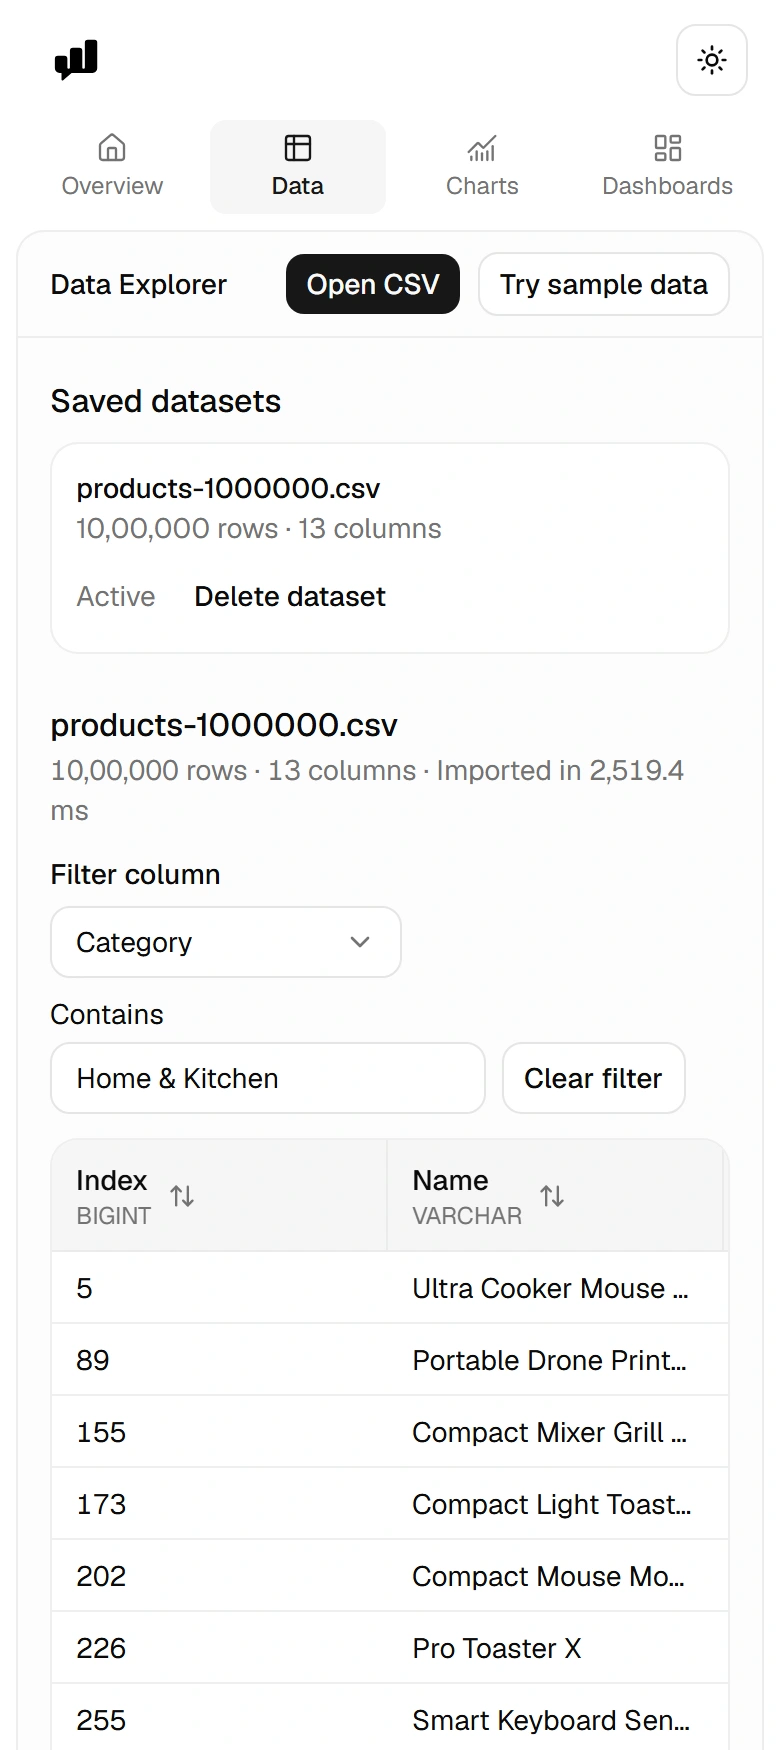 Overview
Data
Charts
Dashboards
Data Explorer
Open CSV
Try sample data
Saved datasets
products-1000000.csv
10,00,000 rows · 13 columns
Active
Delete dataset
products-1000000.csv
10,00,000 rows · 13 columns · Imported in 2,519.4
ms
Filter column
Category
Contains
Home & Kitchen
Clear filter
Index
BIGINT
Name
VARCHAR
5
Ultra Cooker Mouse ...
89
Portable Drone Print...
155
Compact Mixer Grill ...
173
Compact Light Toast...
202
Compact Mouse Mo...
226
Pro Toaster X
255
Smart Keyboard Sen...